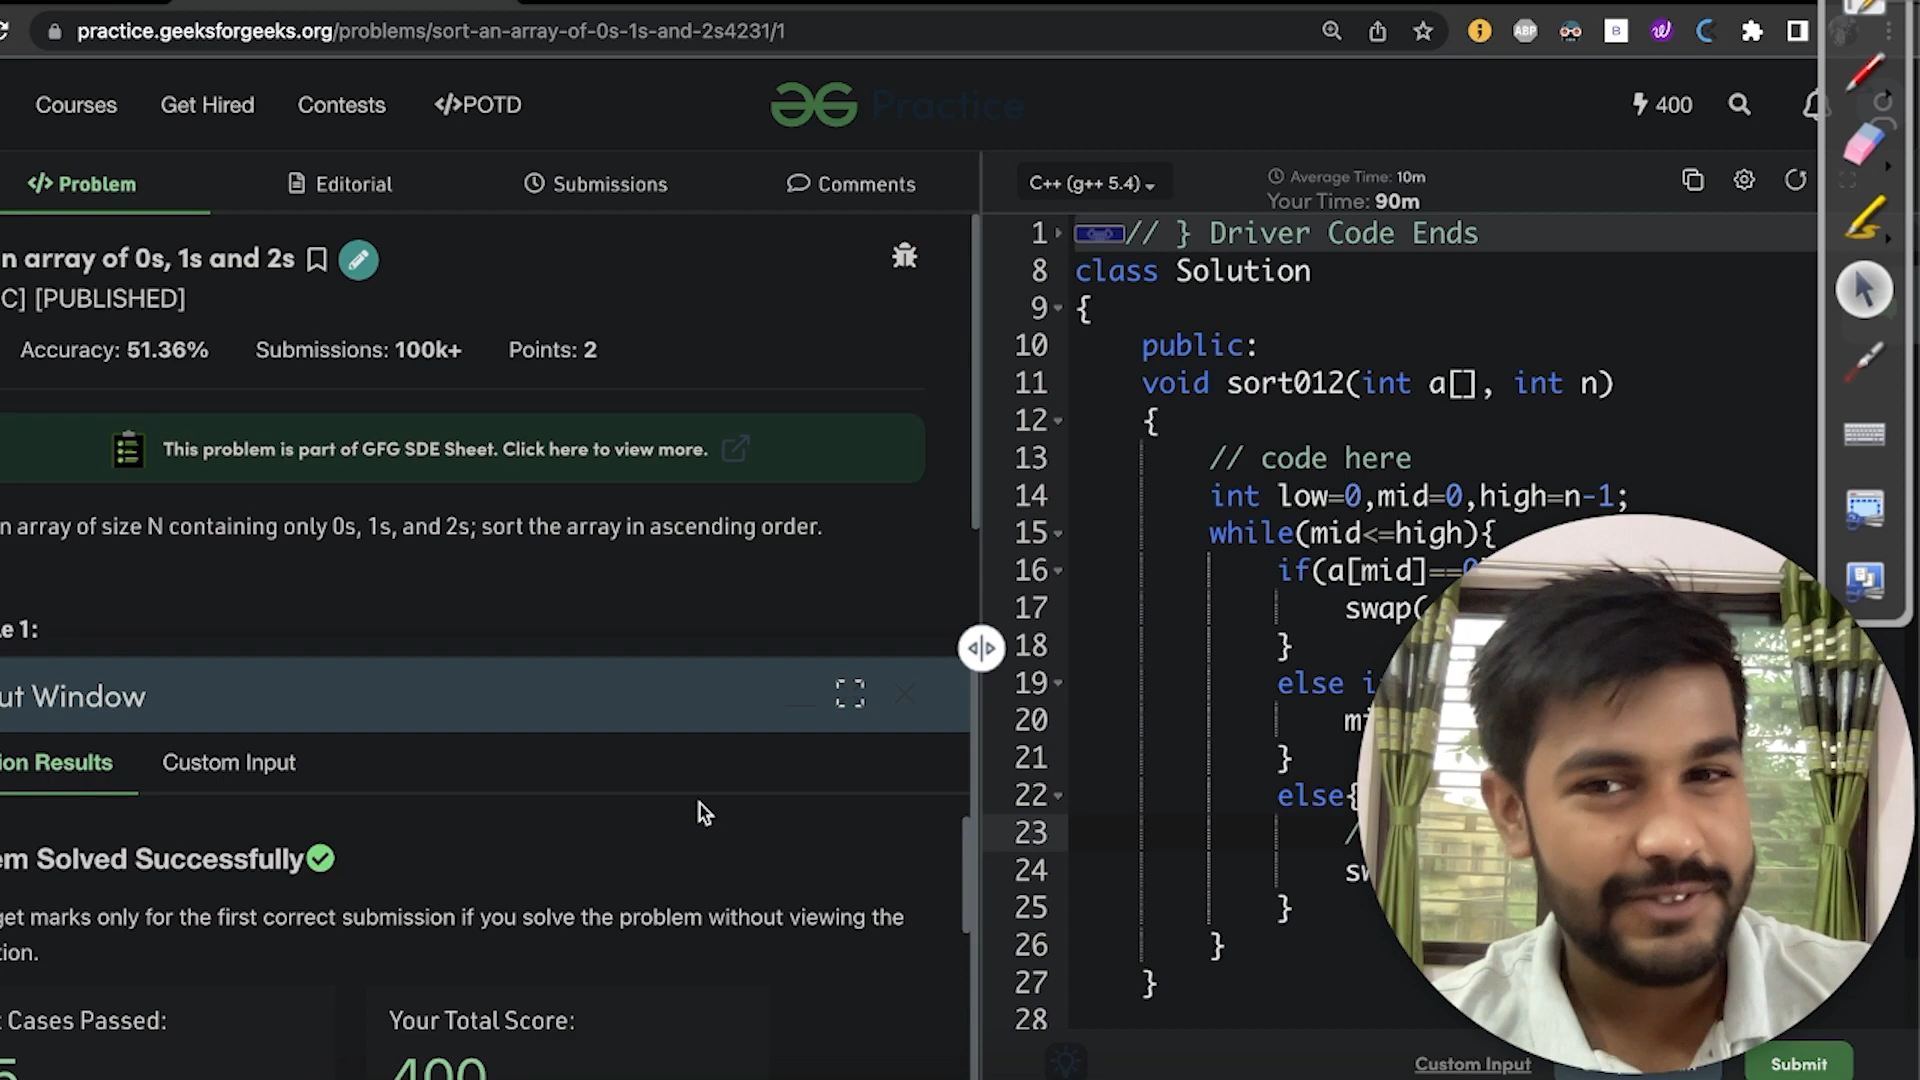 practice.geeksforgeeks.org/problems/sort-an-array-of-0s-1s-and-2s4231/1
Courses
Get Hired
Contests
</>POTD
Practice
400
</> Problem
Editorial
Submissions
Comments
n array of 0s, 1s and 2s
C] [PUBLISHED]
Accuracy: 51.36%
Submissions: 100k+
Points: 2
This problem is part of GFG SDE Sheet. Click here to view more.
n array of size N containing only 0s, 1s, and 2s; sort the array in ascending order.
e 1:
ut Window
ion Results
Custom Input
em Solved Successfully
get marks only for the first correct submission if you solve the problem without viewing the
tion.
t Cases Passed:
5
Your Total Score:
400
C++ (g++ 5.4)
Average Time: 10m
Your Time: 90m
1 // } Driver Code Ends
8 class Solution
9 {
10 public:
11 void sort012(int a[], int n)
12 {
13 // code here
14 int low=0,mid=0,high=n-1;
15 while(mid<=high){
16 if(a[mid]==0
17 swap(
18 }
19 else i
20 mi
21 }
22 else{
23 /
24 sw
25 }
26 }
27 }
28
Custom Input
Submit
ABP
B